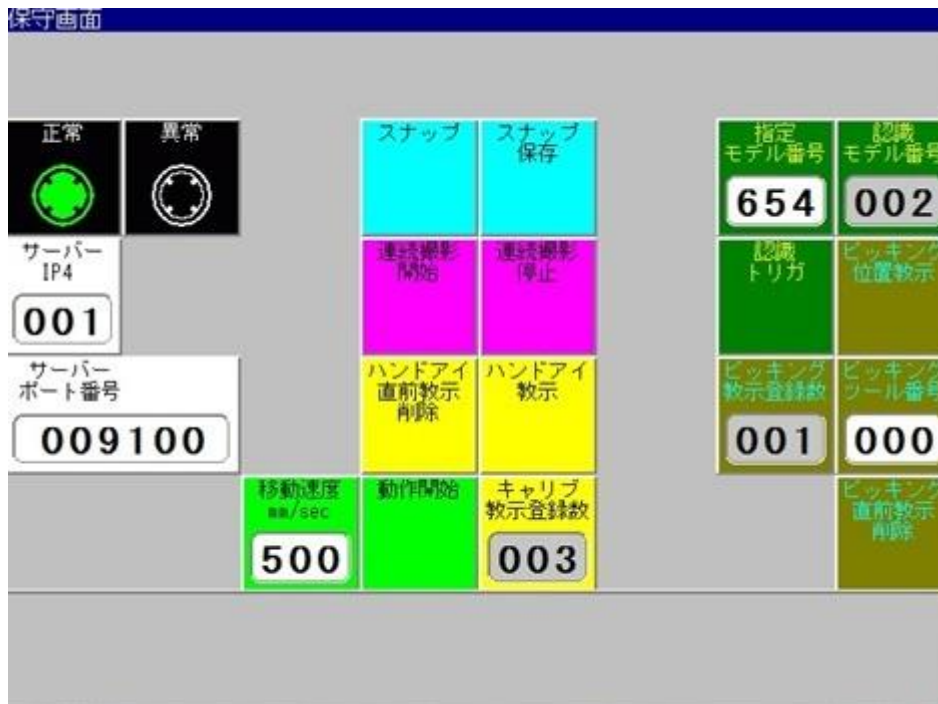 保守画面
正常
異常
スナップ
スナップ
保存
指定
モデル番号
654
認識
モデル番号
002
サーバー
IP4
001
連続撮影
開始
連続撮影
停止
認識
トリガ
ピッキング
位置教示
サーバー
ポート番号
009100
ハンドアイ
直前教示
削除
ハンドアイ
教示
ピッキング
教示登録数
001
ピッキング
ツール番号
000
移動速度
mm/sec
500
動作開始
キャリブ
教示登録数
003
ピッキング
直前教示
削除